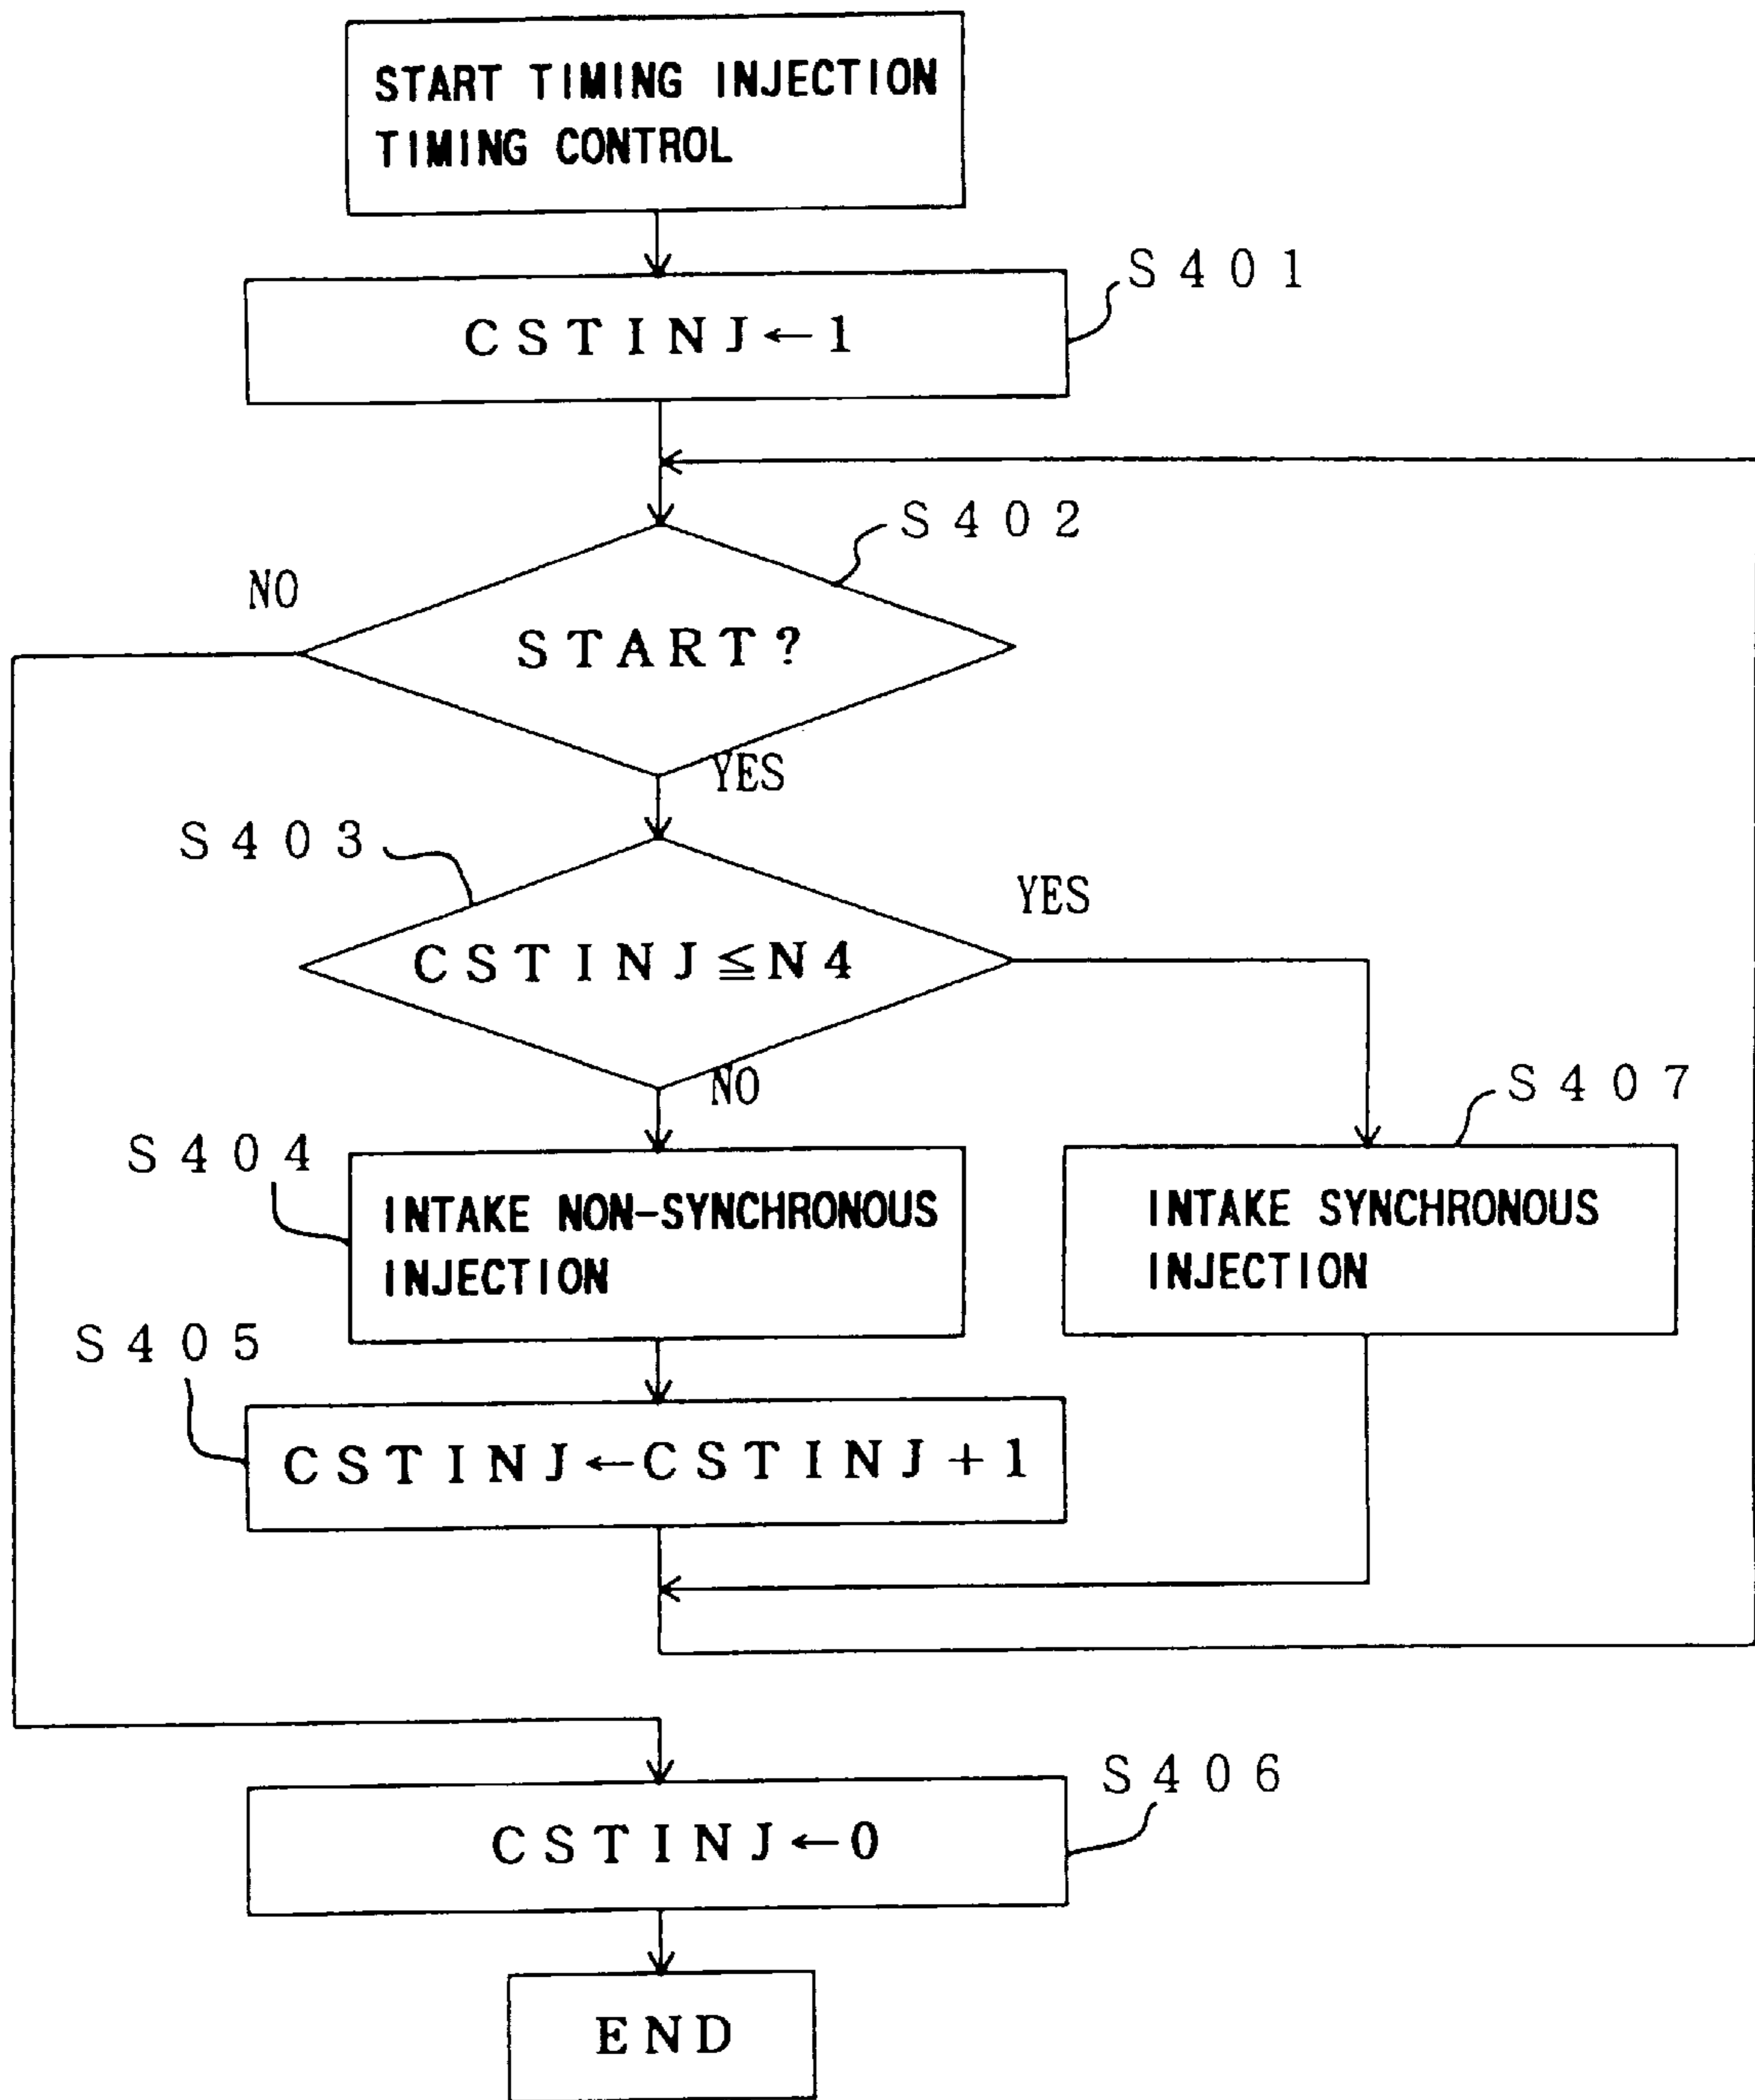 START TIMING INJECTION
TIMING CONTROL
S401
CSTINJ←1
S402
NO
START?
YES
S403
YES
CSTINJ≦N4
NO
S407
S404
INTAKE NON-SYNCHRONOUS
INJECTION
INTAKE SYNCHRONOUS
INJECTION
S405
CSTINJ←CSTINJ+1
S406
CSTINJ←0
END